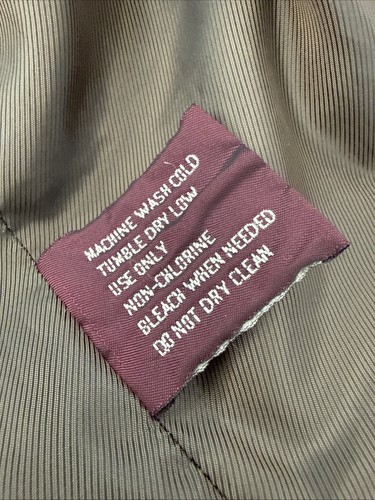 MACHINE WASH COLD
TUMBLE DRY LOW
USE ONLY
NON-CHLORINE
BLEACH WHEN NEEDED
DO NOT DRY CLEAN